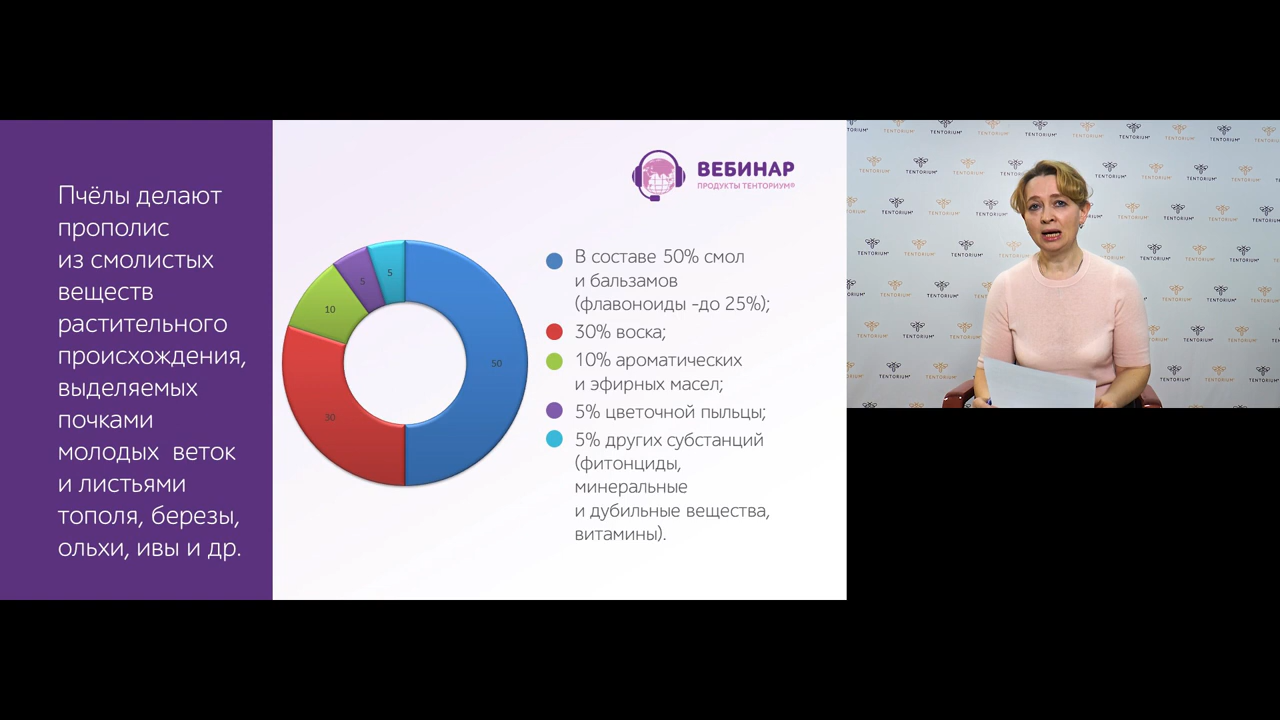 Пчёлы делают
прополис
из смолистых
веществ
растительного
происхождения,
выделяемых
почками
молодых веток
и листьями
тополя, березы,
ольхи, ивы и др.
ВЕБИНАР
ПРОДУКТЫ ТЕНТОРИУМ®
5
5
10
50
30
В составе 50% смол
и бальзамов
(флавоноиды -до 25%);
30% воска;
10% ароматических
и эфирных масел;
5% цветочной пыльцы;
5% других субстанций
(фитонциды,
минеральные
и дубильные вещества,
витамины).
TENTORIUM®